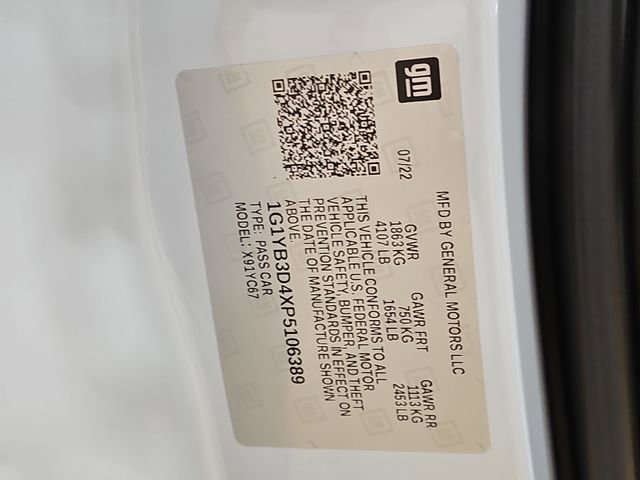 gm
MFD BY GENERAL MOTORS LLC
07/22
GVWR GAWR FRT GAWR RR
1863 KG 750 KG 1113 KG
4107 LB 1654 LB 2453 LB
THIS VEHICLE CONFORMS TO ALL
APPLICABLE U.S. FEDERAL MOTOR
VEHICLE SAFETY, BUMPER, AND THEFT
PREVENTION STANDARDS IN EFFECT ON
THE DATE OF MANUFACTURE SHOWN
ABOVE.
1G1YB3D4XP5106389
TYPE: PASS CAR
MODEL: X91YC67